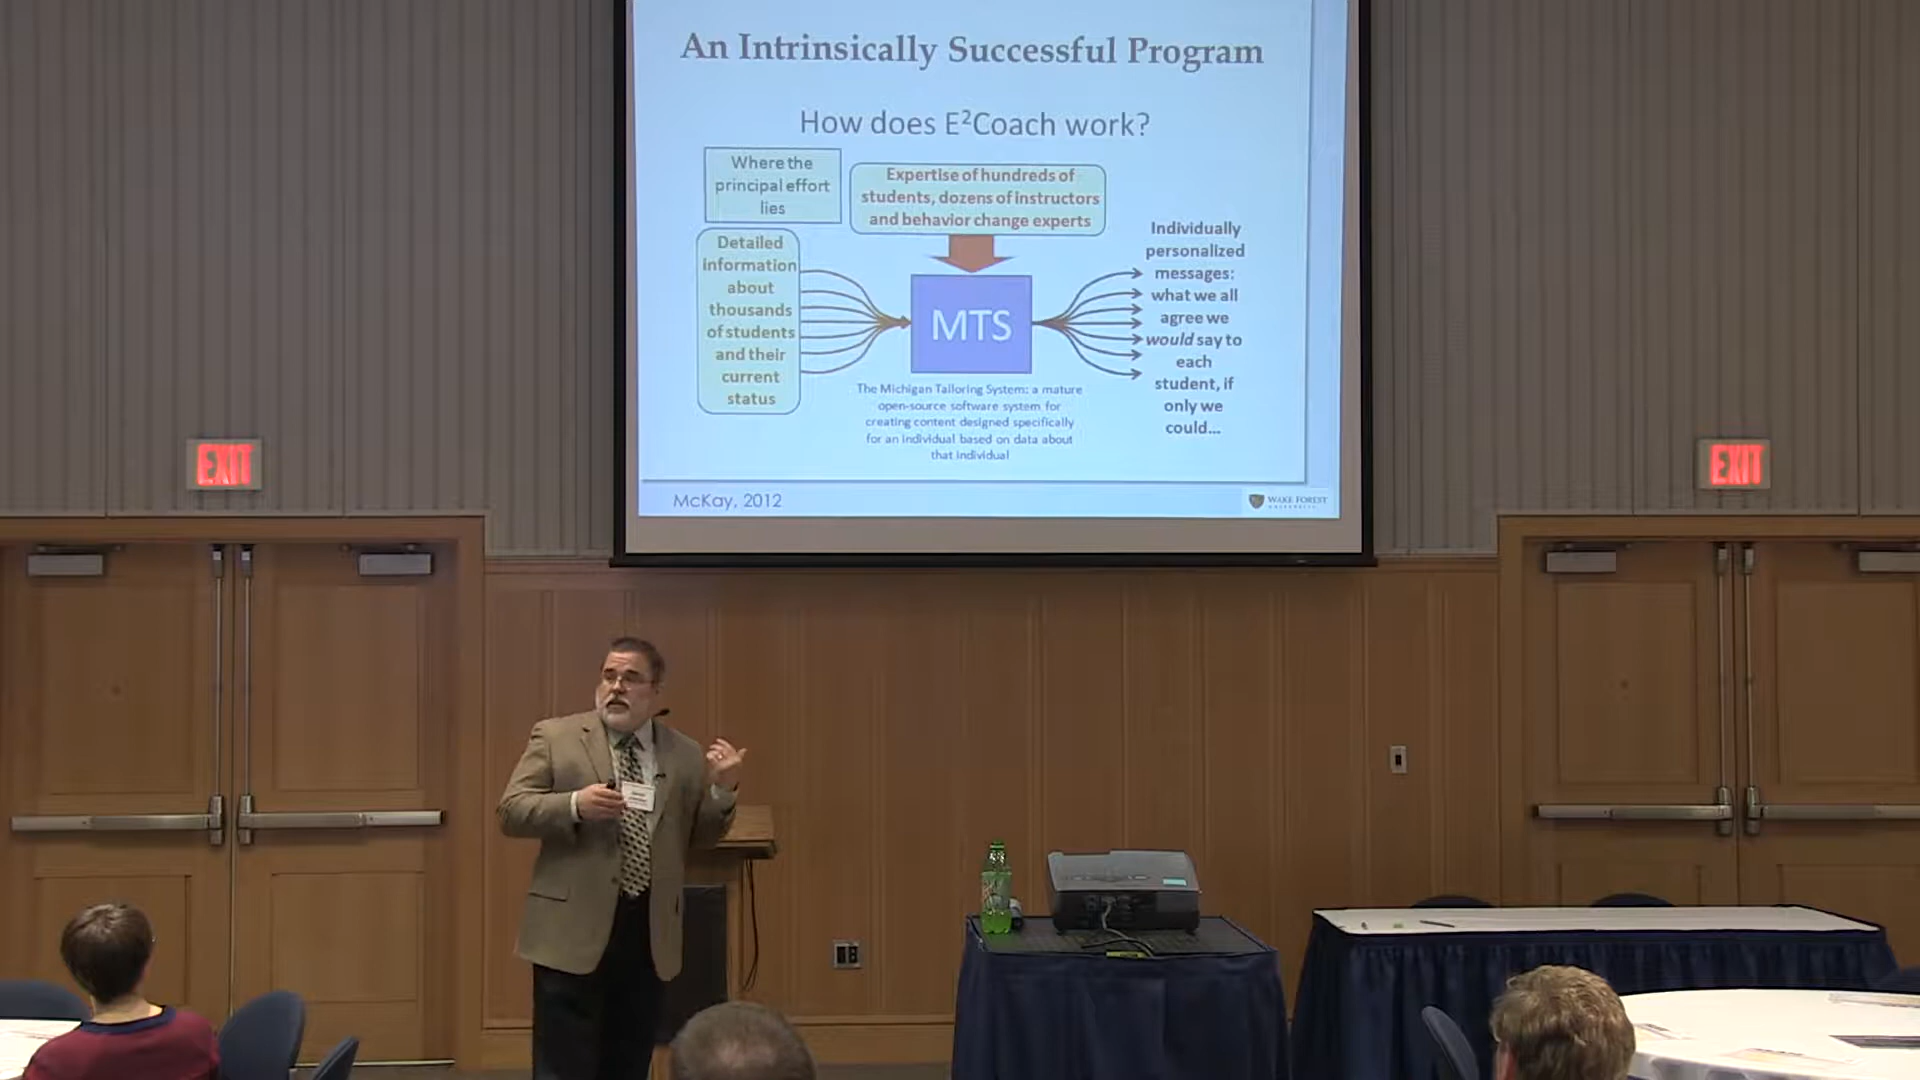 An Intrinsically Successful Program
How does E²Coach work?
Where the
principal effort
lies
Expertise of hundreds of
students, dozens of instructors
and behavior change experts
Detailed
information
about
thousands
of students
and their
current
status
MTS
The Michigan Tailoring System: a mature
open-source software system for
creating content designed specifically
for an individual based on data about
that individual
Individually
personalized
messages:
what we all
agree we
would say to
each
student, if
only we
could...
McKay, 2012
WAKE FOREST
UNIVERSITY
EXIT
EXIT